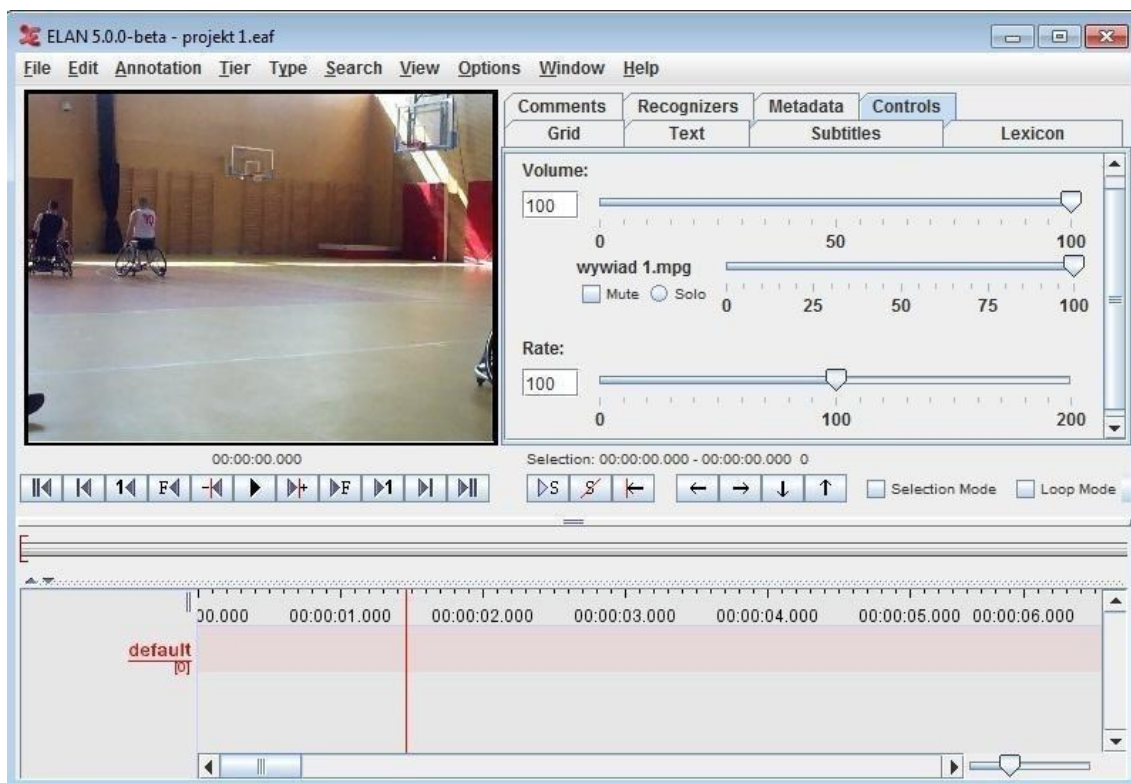 ELAN 5.0.0-beta - projekt 1.eaf
File Edit Annotation Tier Type Search View Options Window Help
Comments Recognizers Metadata Controls
Grid Text Subtitles Lexicon
Volume:
100
0 50 100
wywiad 1.mpg
Mute Solo 0 25 50 75 100
Rate:
100
0 100 200
00:00:00.000
Selection: 00:00:00.000 - 00:00:00.000 0
1 F F 1 S S Selection Mode Loop Mode
00.000 00:00:01.000 00:00:02.000 00:00:03.000 00:00:04.000 00:00:05.000 00:00:06.000
default
[0]